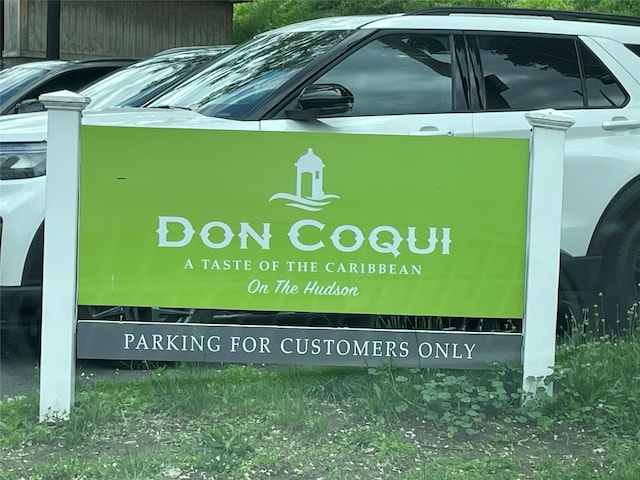 DON COQUI
A TASTE OF THE CARIBBEAN
On The Hudson
PARKING FOR CUSTOMERS ONLY